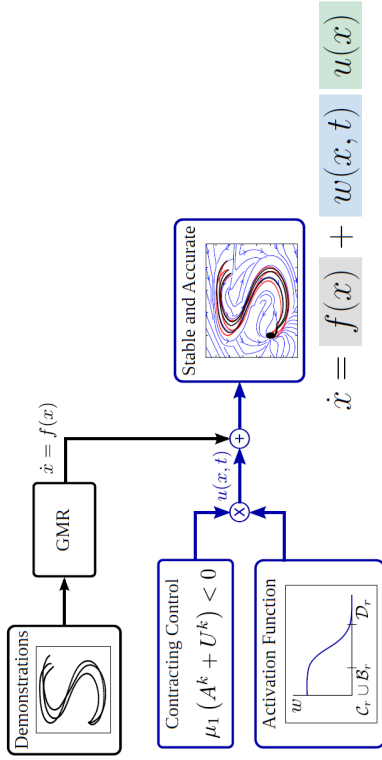 Demonstrations
GMR
ẋ = f(x)
Contracting Control
μ₁ (Aᵏ + Uᵏ) < 0
Activation Function
w
𝒞ᵣ ∪ ℬᵣ
𝒟ᵣ
×
u(x, t)
+
Stable and Accurate
ẋ = f(x) + w(x, t) u(x)